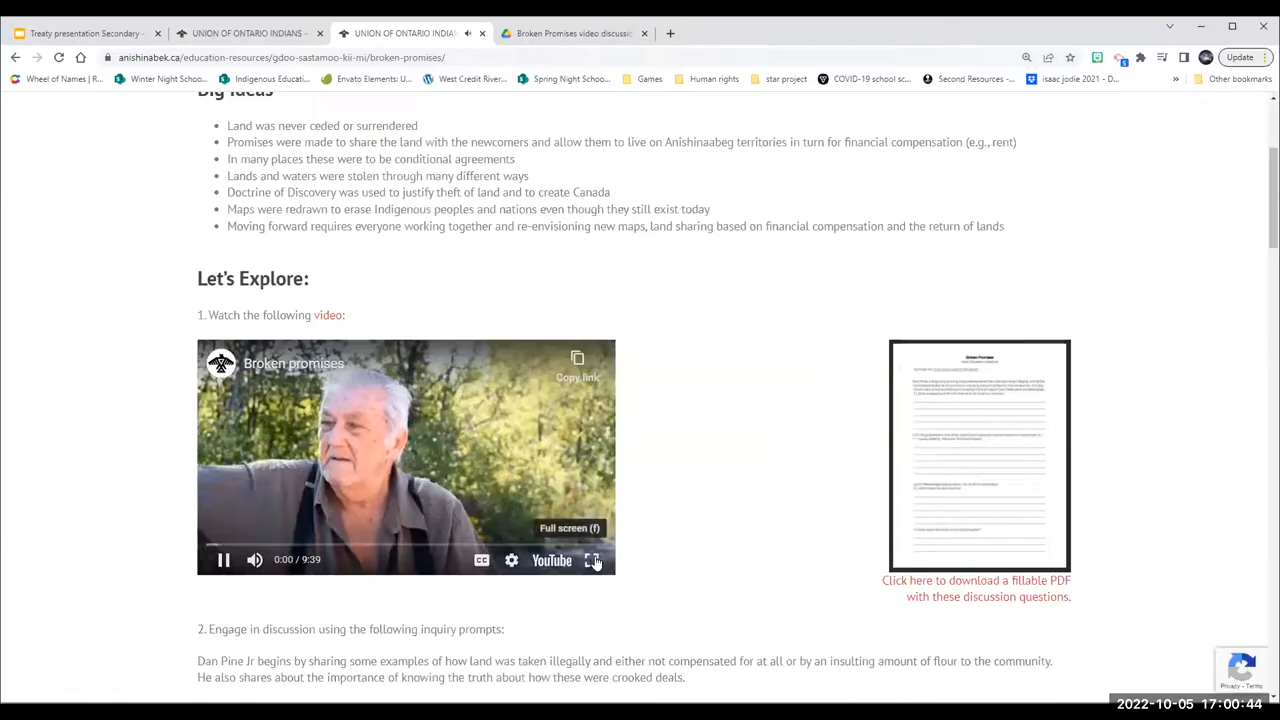 Treaty presentation Secondary -
UNION OF ONTARIO INDIANS -
UNION OF ONTARIO INDIA
Broken Promises video discussi
anishinabek.ca/education-resources/gdoo-sastamoo-kii-mi/broken-promises/
Update
Wheel of Names | R...
Winter Night Schoo...
Indigenous Educati...
Envato Elements: U...
West Credit River...
Spring Night Schoo...
Games
Human rights
star project
COVID-19 school sc...
Second Resources -...
isaac jodie 2021 - D...
Other bookmarks
Big Ideas
• Land was never ceded or surrendered
• Promises were made to share the land with the newcomers and allow them to live on Anishinaabeg territories in turn for financial compensation (e.g., rent)
• In many places these were to be conditional agreements
• Lands and waters were stolen through many different ways
• Doctrine of Discovery was used to justify theft of land and to create Canada
• Maps were redrawn to erase Indigenous peoples and nations even though they still exist today
• Moving forward requires everyone working together and re-envisioning new maps, land sharing based on financial compensation and the return of lands
Let's Explore:
1. Watch the following video:
Broken promises
Copy link
Full screen (f)
0:00 / 9:39
CC
YouTube
Broken Promises
Click here to download a fillable PDF
with these discussion questions.
2. Engage in discussion using the following inquiry prompts:
Dan Pine Jr begins by sharing some examples of how land was taken illegally and either not compensated for at all or by an insulting amount of flour to the community.
He also shares about the importance of knowing the truth about how these were crooked deals.
Privacy - Terms
2022-10-05 17:00:44